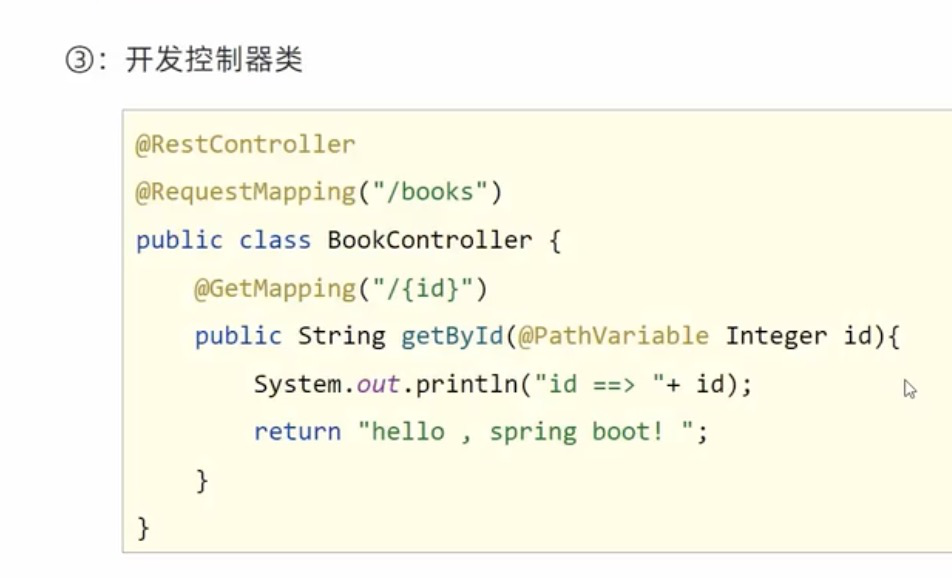 ③：开发控制器类
@RestController
@RequestMapping("/books")
public class BookController {
@GetMapping("/{id}")
public String getById(@PathVariable Integer id){
System.out.println("id ==> "+ id);
return "hello , spring boot! ";
}
}